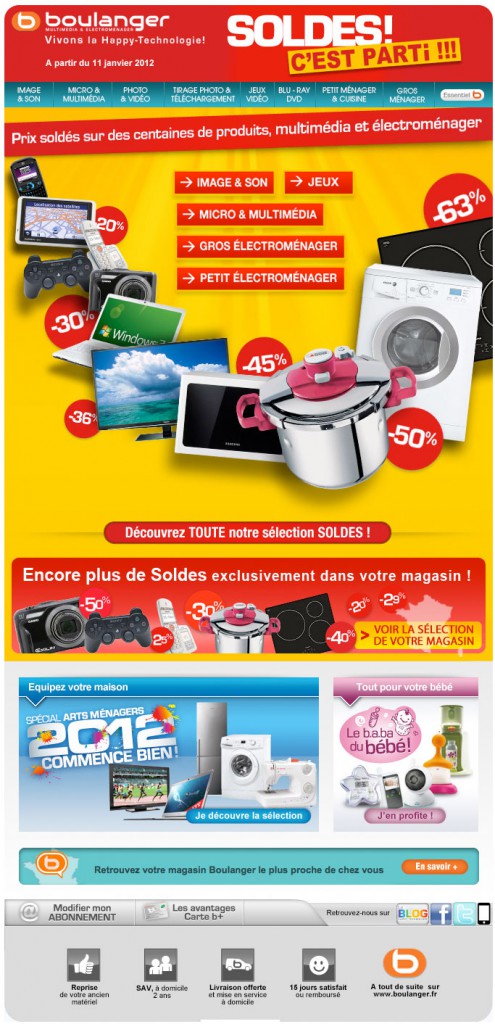 boulanger
MULTIMÉDIA & ÉLECTROMÉNAGER
Vivons la Happy-Technologie!
A partir du 11 janvier 2012
SOLDES!
C'EST PARTI !!!
IMAGE & SON
MICRO & MULTIMÉDIA
PHOTO & VIDÉO
TIRAGE PHOTO & TÉLÉCHARGEMENT
JEUX VIDÉO
BLU - RAY DVD
PETIT MÉNAGER & CUISINE
GROS MÉNAGER
Essentiel b
Prix soldés sur des centaines de produits, multimédia et électroménager
→ IMAGE & SON
→ JEUX
→ MICRO & MULTIMÉDIA
→ GROS ÉLECTROMÉNAGER
→ PETIT ÉLECTROMÉNAGER
-63%
-20%
-30%
Windows 7
-36%
-45%
SAMSUNG
-50%
Découvrez TOUTE notre sélection SOLDES !
Encore plus de Soldes exclusivement dans votre magasin !
-50%
25%
-30%
-20%
-29%
-40%
> VOIR LA SÉLECTION
DE VOTRE MAGASIN
Equipez votre maison
SPÉCIAL ARTS MÉNAGERS
2012
COMMENCE BIEN!
Je découvre la sélection
Tout pour votre bébé
Le b.a.ba
du bébé!
J'en profite !
Retrouvez votre magasin Boulanger le plus proche de chez vous
En savoir +
Modifier mon
ABONNEMENT
Les avantages
Carte b+
Retrouvez-nous sur
BLOG
Reprise
de votre ancien
matériel
SAV, à domicile
2 ans
Livraison offerte
et mise en service
à domicile
15 jours satisfait
ou remboursé
A tout de suite sur
www.boulanger.fr